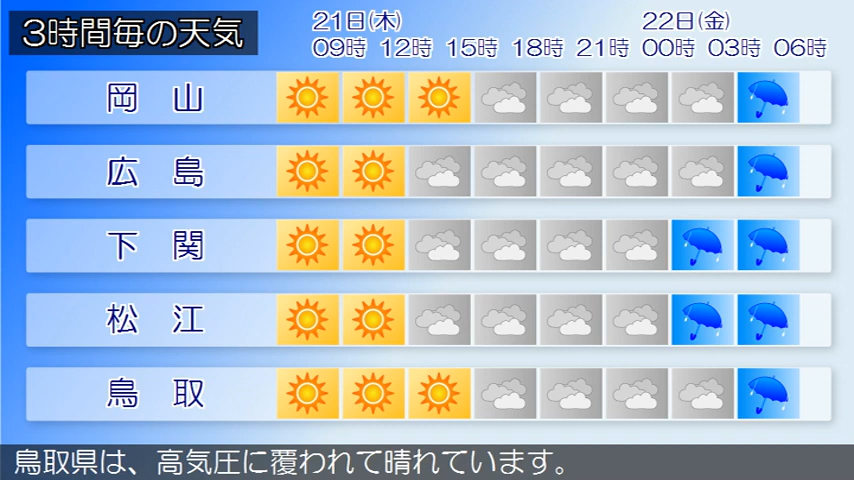 3時間毎の天気
21日(木) 22日(金)
09時 12時 15時 18時 21時 00時 03時 06時
岡山
広島
下関
松江
鳥取
鳥取県は、高気圧に覆われて晴れています。